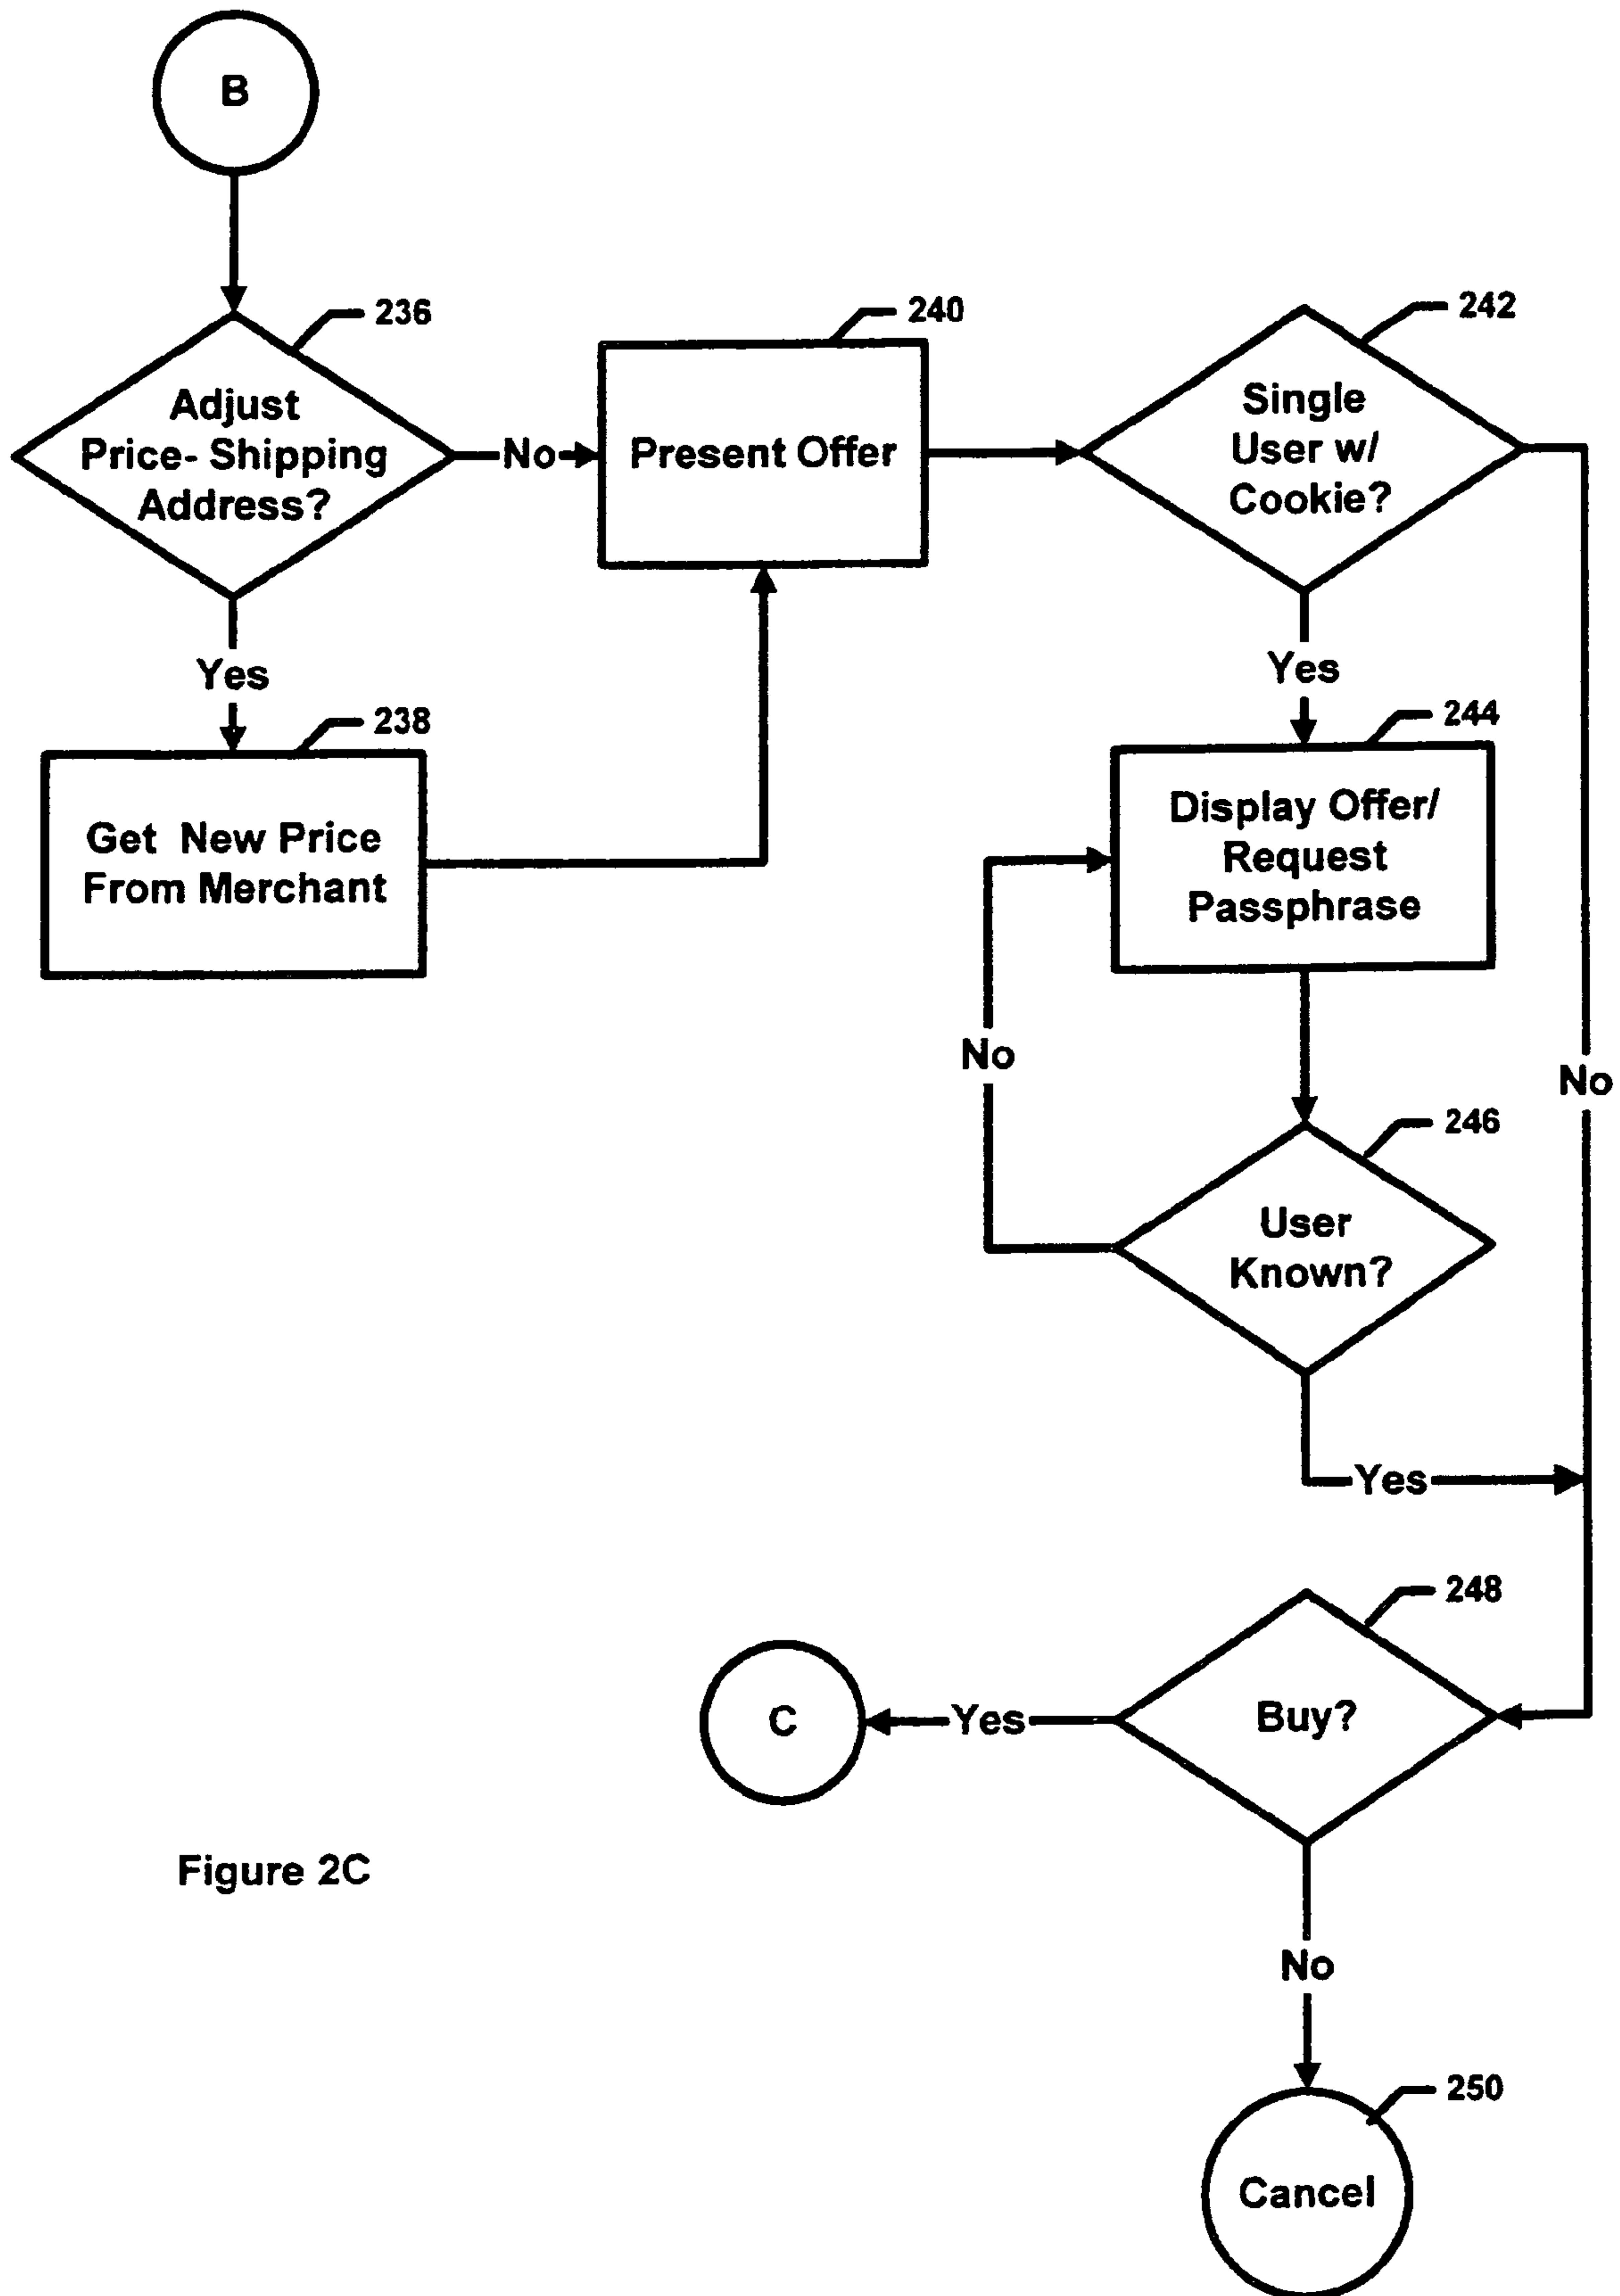 B
236
Adjust
Price- Shipping
Address?
No
240
Present Offer
242
Single
User w/
Cookie?
Yes
238
Get New Price
From Merchant
Yes
244
Display Offer/
Request
Passphrase
No
No
246
User
Known?
Yes
248
Buy?
Yes
C
No
250
Cancel
Figure 2C